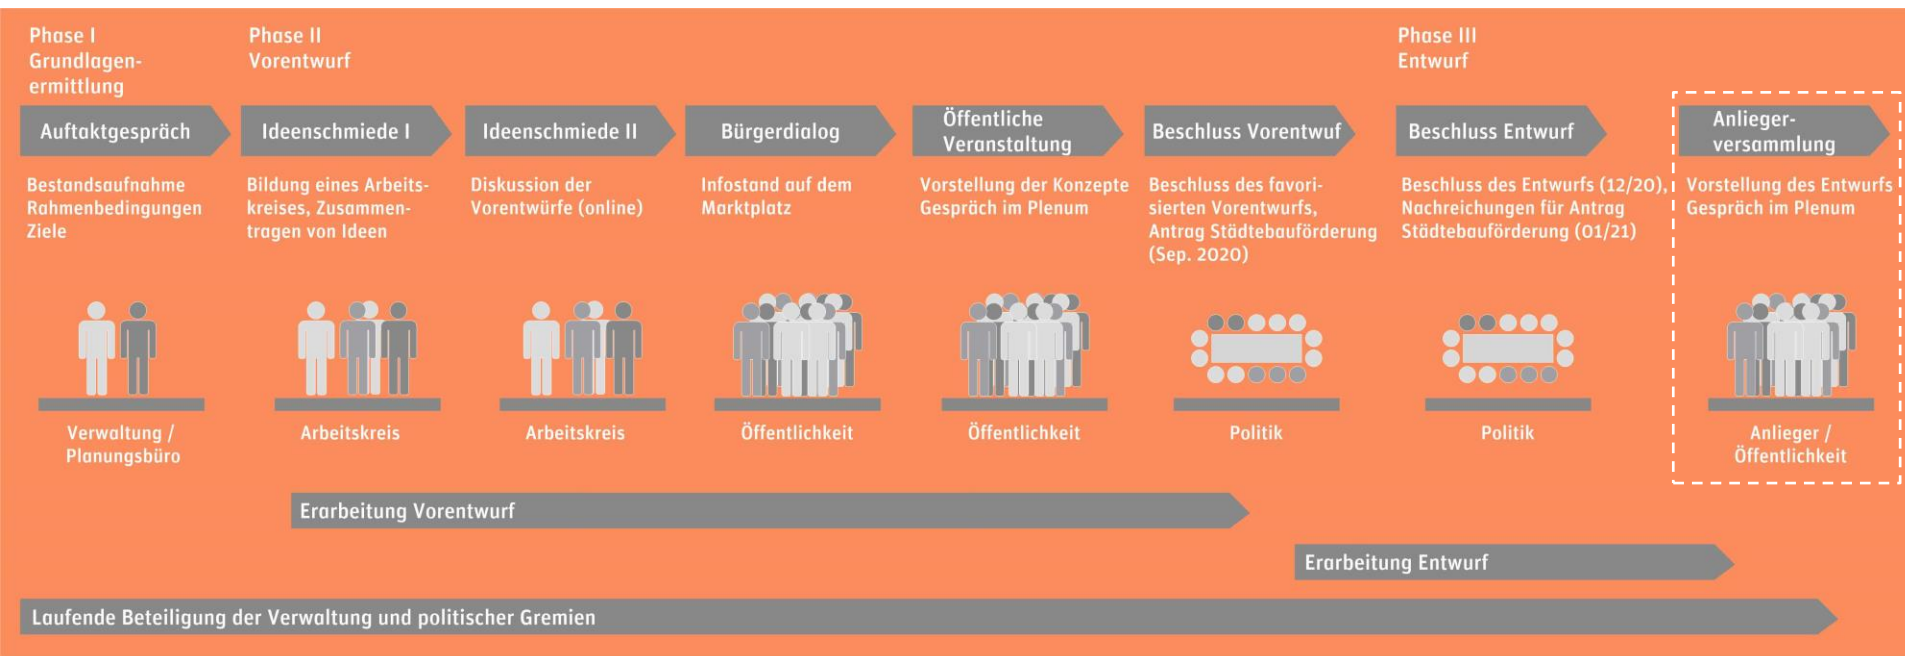 Phase I
Grundlagen-
ermittlung
Phase II
Vorentwurf
Phase III
Entwurf
Auftaktgespräch
Ideenschmiede I
Ideenschmiede II
Bürgerdialog
Öffentliche
Veranstaltung
Beschluss Vorentwuf
Beschluss Entwurf
Anlieger-
versammlung
Bestandsaufnahme
Rahmenbedingungen
Ziele
Bildung eines Arbeits-
kreises, Zusammen-
tragen von Ideen
Diskussion der
Vorentwürfe (online)
Infostand auf dem
Marktplatz
Vorstellung der Konzepte
Gespräch im Plenum
Beschluss des favori-
sierten Vorentwurfs,
Antrag Städtebauförderung
(Sep. 2020)
Beschluss des Entwurfs (12/20),
Nachreichungen für Antrag
Städtebauförderung (01/21)
Vorstellung des Entwurfs
Gespräch im Plenum
Verwaltung /
Planungsbüro
Arbeitskreis
Arbeitskreis
Öffentlichkeit
Öffentlichkeit
Politik
Politik
Anlieger /
Öffentlichkeit
Erarbeitung Vorentwurf
Erarbeitung Entwurf
Laufende Beteiligung der Verwaltung und politischer Gremien